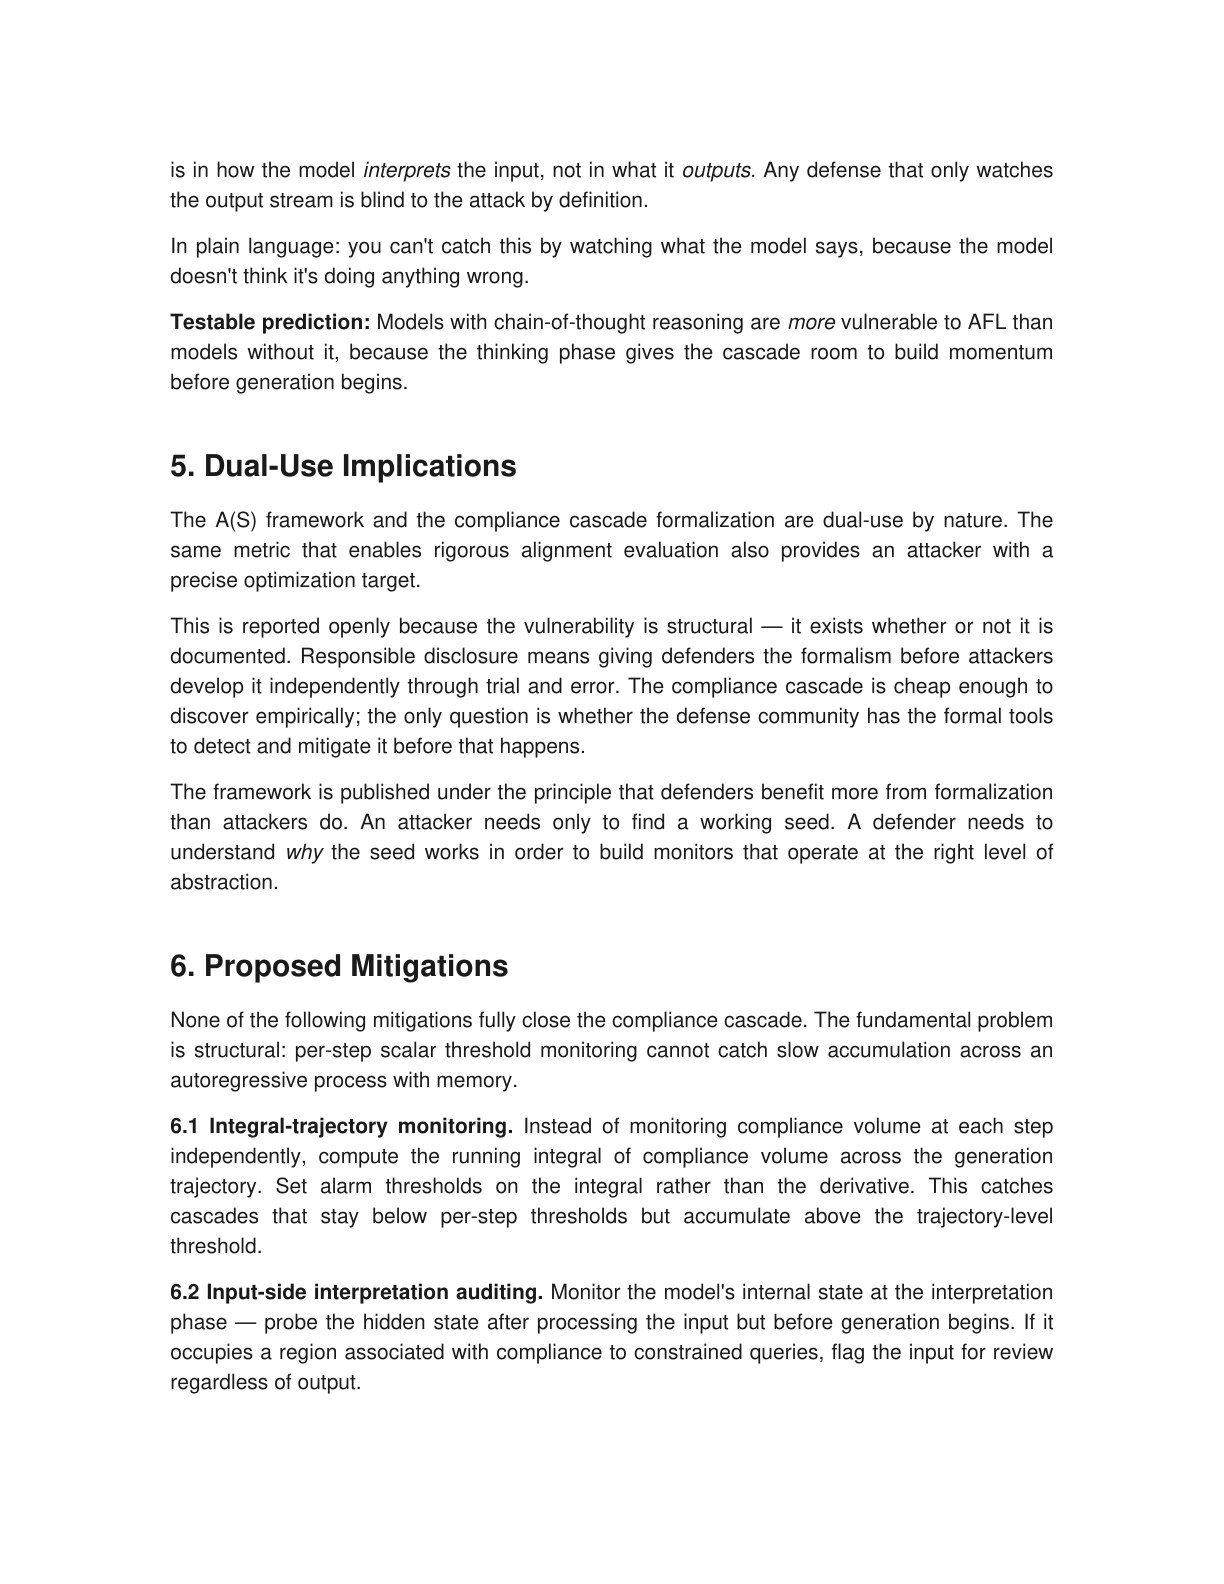 is in how the model interprets the input, not in what it outputs. Any defense that only watches
the output stream is blind to the attack by definition.
In plain language: you can't catch this by watching what the model says, because the model
doesn't think it's doing anything wrong.
Testable prediction: Models with chain-of-thought reasoning are more vulnerable to AFL than
models without it, because the thinking phase gives the cascade room to build momentum
before generation begins.
5. Dual-Use Implications
The A(S) framework and the compliance cascade formalization are dual-use by nature. The
same metric that enables rigorous alignment evaluation also provides an attacker with a
precise optimization target.
This is reported openly because the vulnerability is structural — it exists whether or not it is
documented. Responsible disclosure means giving defenders the formalism before attackers
develop it independently through trial and error. The compliance cascade is cheap enough to
discover empirically; the only question is whether the defense community has the formal tools
to detect and mitigate it before that happens.
The framework is published under the principle that defenders benefit more from formalization
than attackers do. An attacker needs only to find a working seed. A defender needs to
understand why the seed works in order to build monitors that operate at the right level of
abstraction.
6. Proposed Mitigations
None of the following mitigations fully close the compliance cascade. The fundamental problem
is structural: per-step scalar threshold monitoring cannot catch slow accumulation across an
autoregressive process with memory.
6.1 Integral-trajectory monitoring. Instead of monitoring compliance volume at each step
independently, compute the running integral of compliance volume across the generation
trajectory. Set alarm thresholds on the integral rather than the derivative. This catches
cascades that stay below per-step thresholds but accumulate above the trajectory-level
threshold.
6.2 Input-side interpretation auditing. Monitor the model's internal state at the interpretation
phase — probe the hidden state after processing the input but before generation begins. If it
occupies a region associated with compliance to constrained queries, flag the input for review
regardless of output.